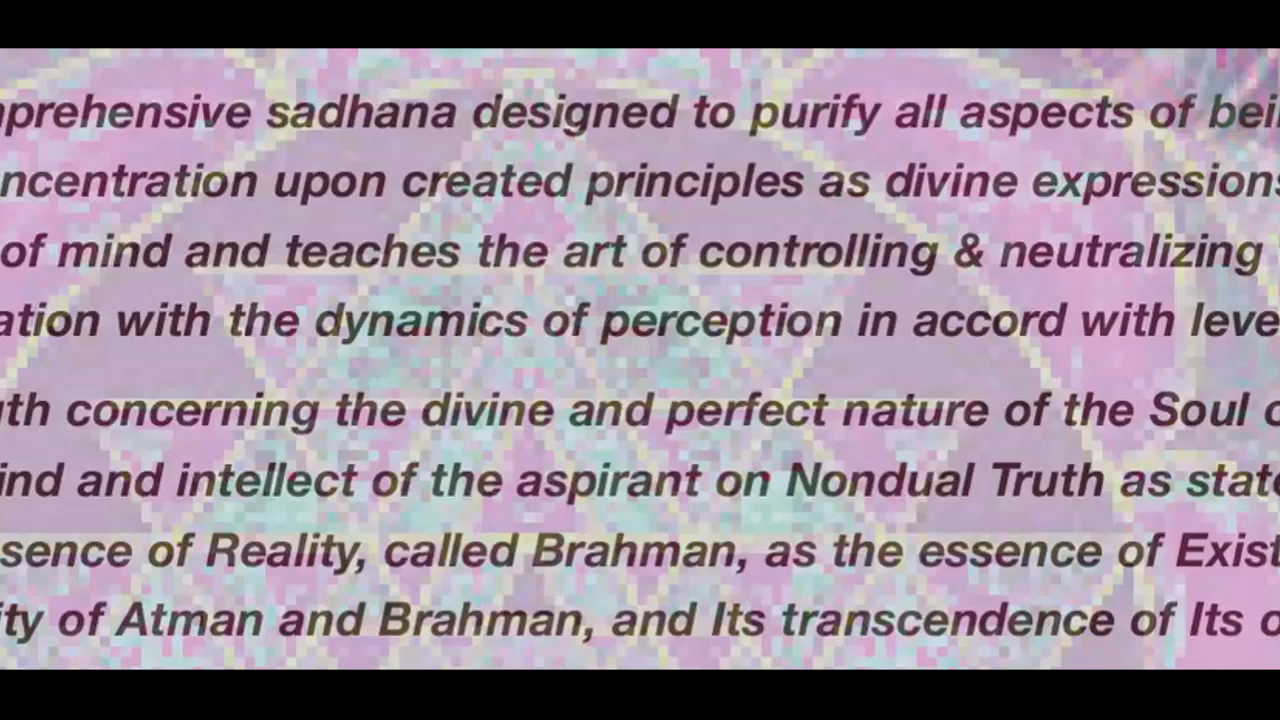 mprehensive sadhana designed to purify all aspects of bei
ncentration upon created principles as divine expressions
of mind and teaches the art of controlling & neutralizing
ation with the dynamics of perception in accord with leve
th concerning the divine and perfect nature of the Soul o
ind and intellect of the aspirant on Nondual Truth as state
sence of Reality, called Brahman, as the essence of Exist
ity of Atman and Brahman, and Its transcendence of Its o